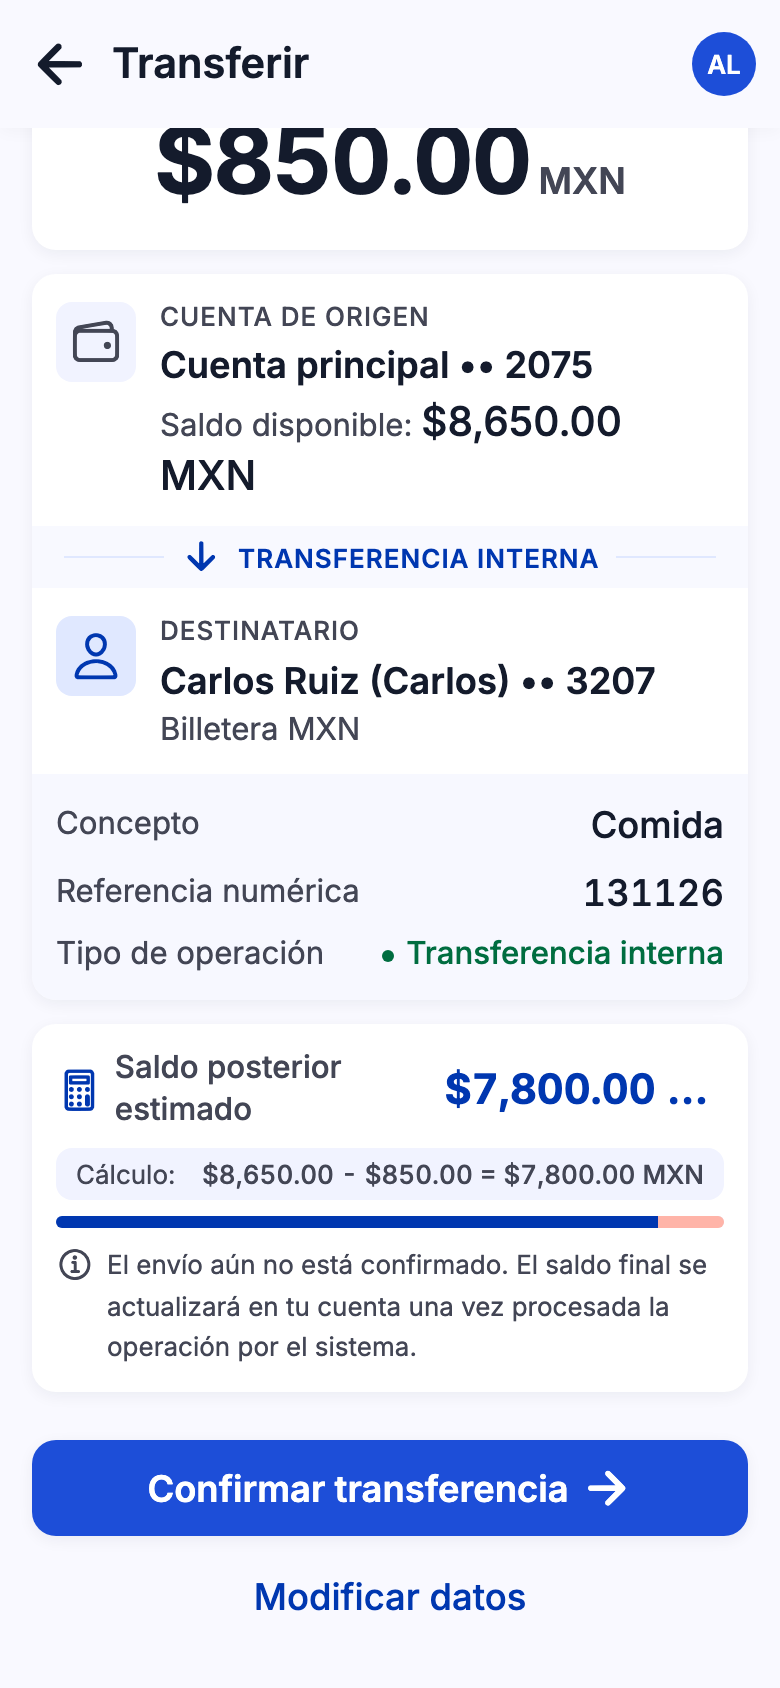 Transferir
AL
$850.00 MXN
CUENTA DE ORIGEN
Cuenta principal •• 2075
Saldo disponible: $8,650.00
MXN
TRANSFERENCIA INTERNA
DESTINATARIO
Carlos Ruiz (Carlos) •• 3207
Billetera MXN
Concepto Comida
Referencia numérica 131126
Tipo de operación • Transferencia interna
Saldo posterior
estimado
$7,800.00 ...
Cálculo: $8,650.00 - $850.00 = $7,800.00 MXN
El envío aún no está confirmado. El saldo final se
actualizará en tu cuenta una vez procesada la
operación por el sistema.
Confirmar transferencia
Modificar datos